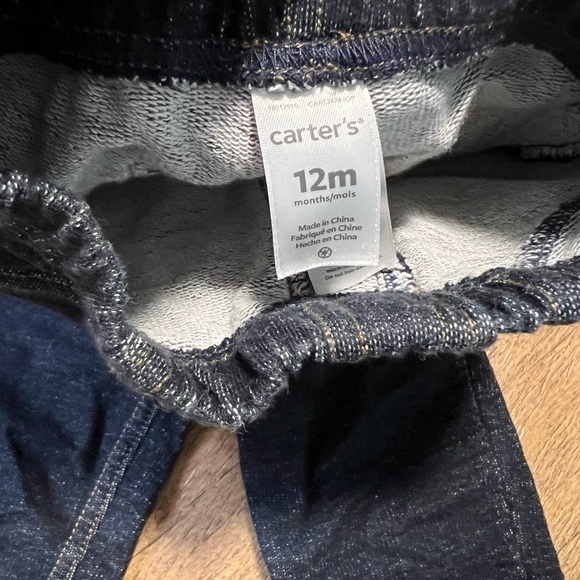 carter's®
12m
months/mois
Made in China
Fabriqué en Chine
Hecho en China